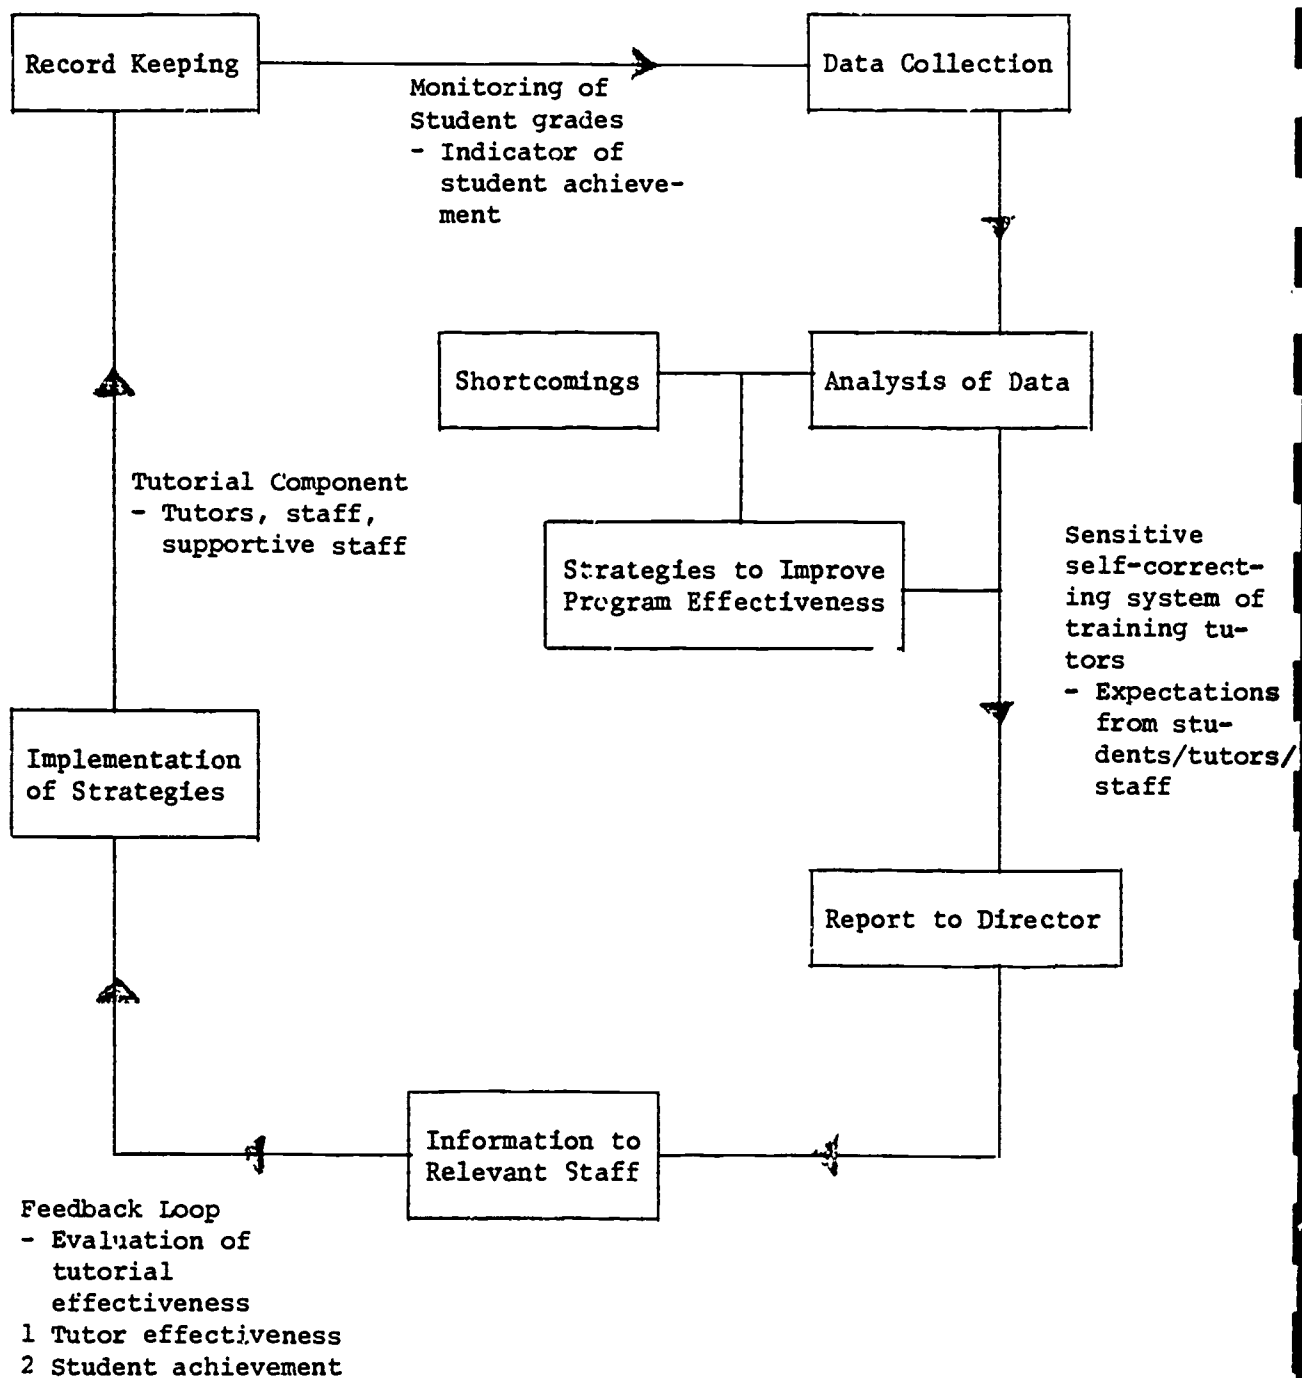 Record Keeping
Data Collection
Monitoring of
Student grades
- Indicator of
student achieve-
ment
Shortcomings
Analysis of Data
Tutorial Component
- Tutors, staff,
supportive staff
Strategies to Improve
Program Effectiveness
Sensitive
self-correct-
ing system of
training tu-
tors
- Expectations
from stu-
dents/tutors/
staff
Implementation
of Strategies
Report to Director
Information to
Relevant Staff
Feedback Loop
- Evaluation of
tutorial
effectiveness
1 Tutor effectiveness
2 Student achievement